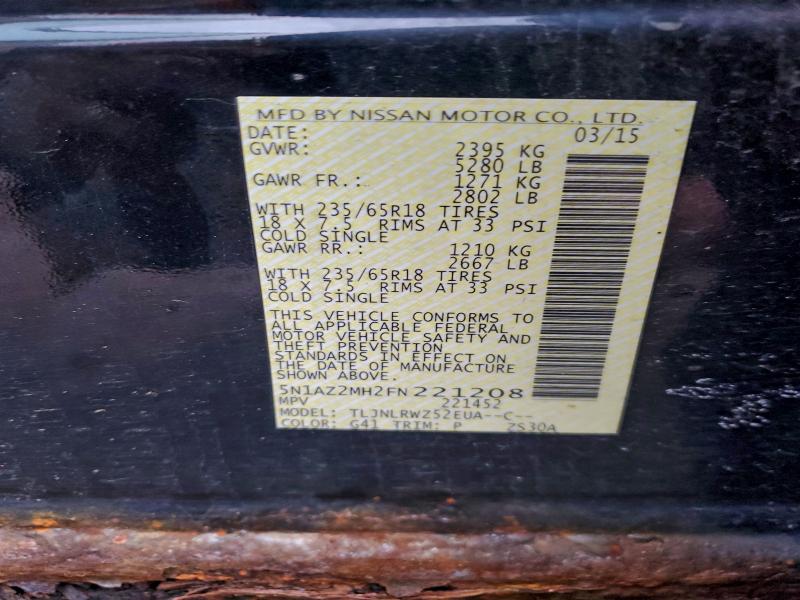 MFD BY NISSAN MOTOR CO., LTD.
DATE: 03/15
GVWR: 2395 KG
5280 LB
GAWR FR.: 1271 KG
2802 LB
WITH 235/65R18 TIRES
18 X 7.5 RIMS AT 33 PSI
COLD SINGLE
GAWR RR.: 1210 KG
2667 LB
WITH 235/65R18 TIRES
18 X 7.5 RIMS AT 33 PSI
COLD SINGLE
THIS VEHICLE CONFORMS TO
ALL APPLICABLE FEDERAL
MOTOR VEHICLE SAFETY AND
THEFT PREVENTION
STANDARDS IN EFFECT ON
THE DATE OF MANUFACTURE
SHOWN ABOVE.
5N1AZ2MH2FN221208
MPV 221452
MODEL: TLJNLRWZ52EUA--C--
COLOR: G41 TRIM: P ZS30A